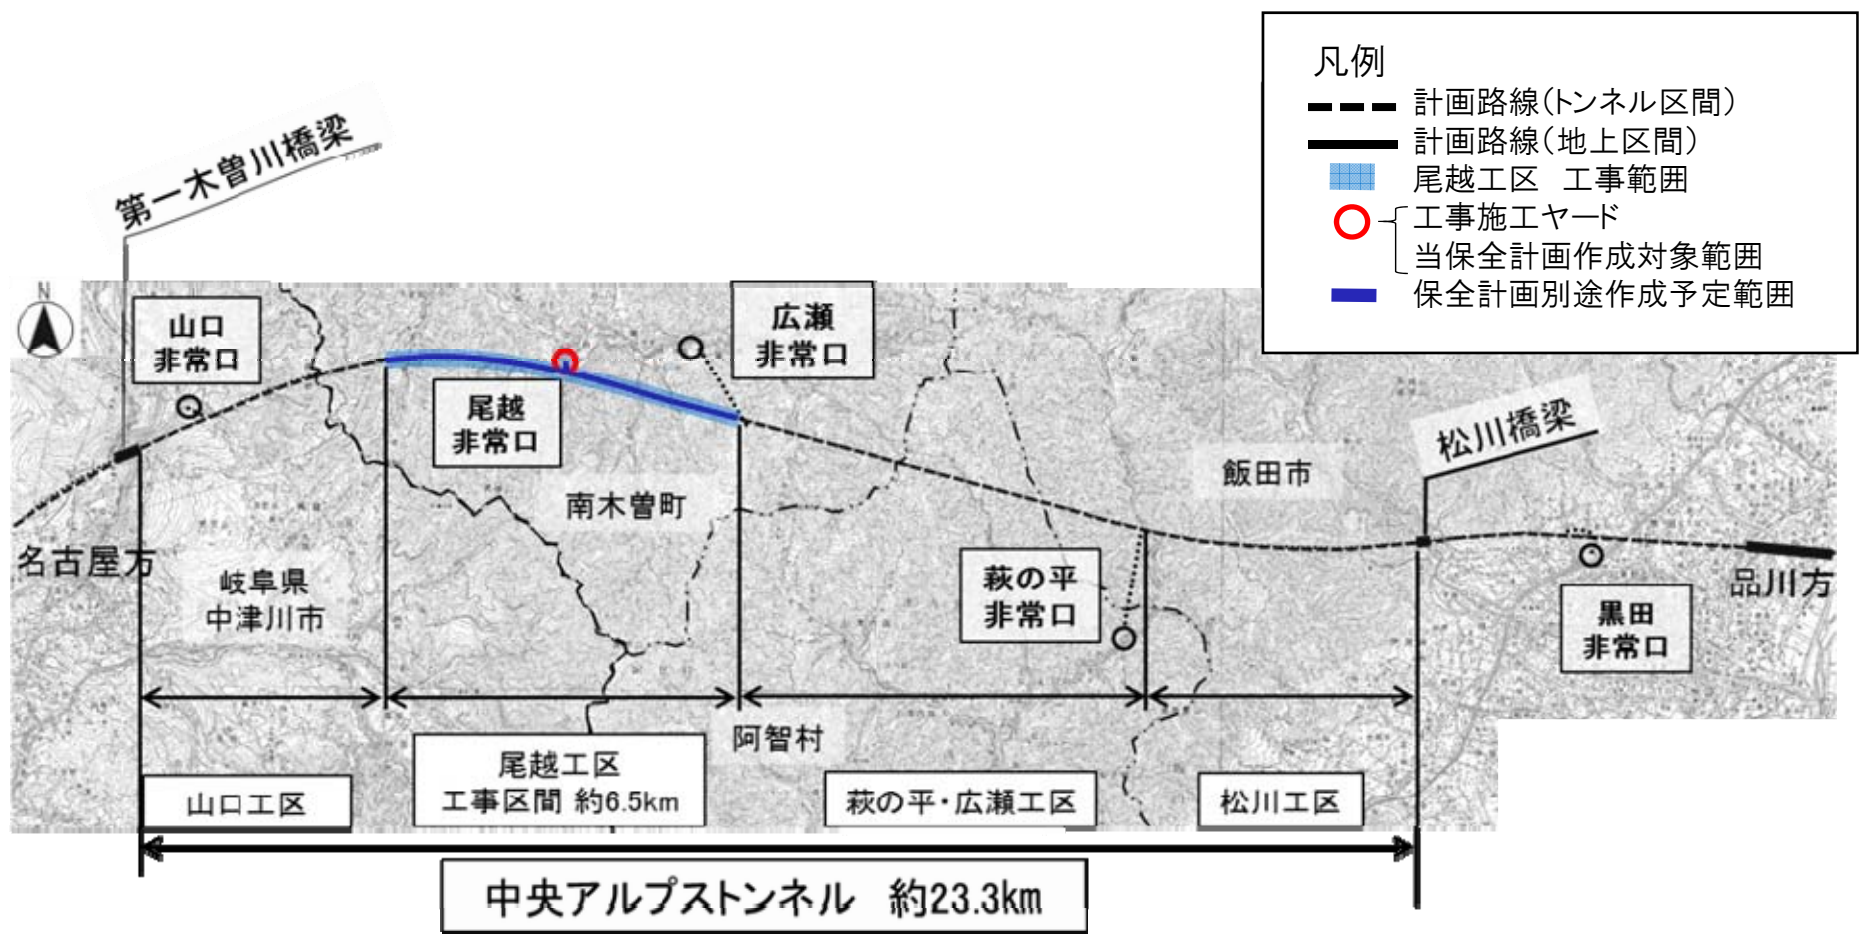 凡例
計画路線(トンネル区間)
計画路線(地上区間)
尾越工区 工事範囲
工事施工ヤード
当保全計画作成対象範囲
保全計画別途作成予定範囲
第一木曽川橋梁
N
山口
非常口
広瀬
非常口
尾越
非常口
松川橋梁
南木曽町
飯田市
名古屋方
岐阜県
中津川市
萩の平
非常口
品川方
黒田
非常口
阿智村
尾越工区
工事区間 約6.5km
山口工区
萩の平・広瀬工区
松川工区
中央アルプストンネル 約23.3km